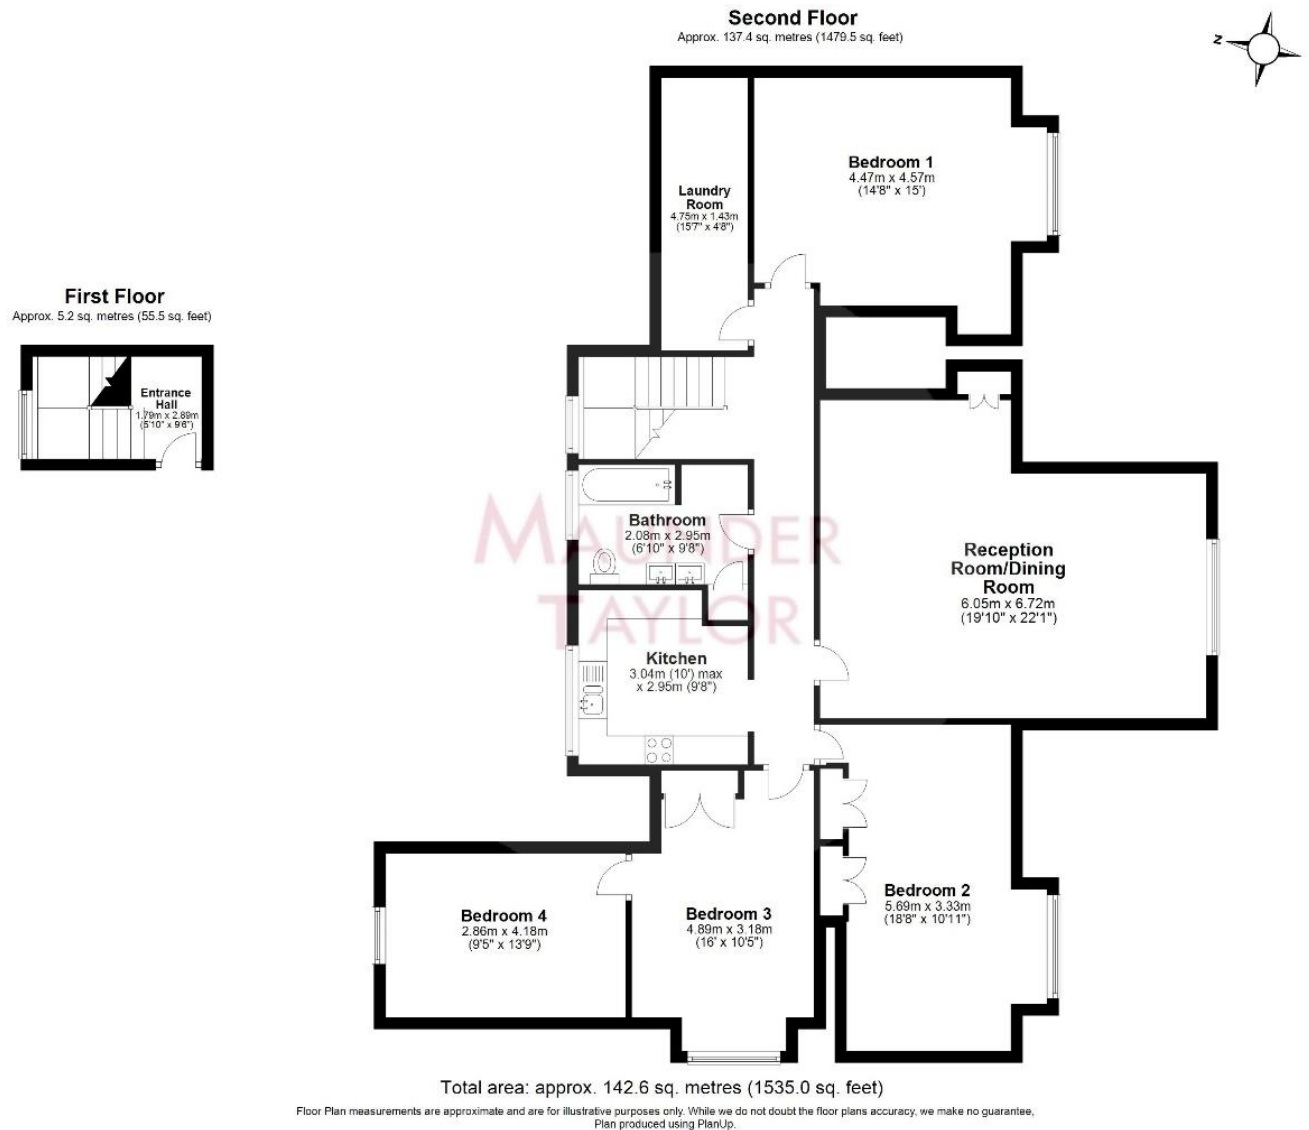 Second Floor
Approx. 137.4 sq. metres (1479.5 sq. feet)
Z
Bedroom 1
4.47m x 4.57m
(14'8" x 15')
Laundry
Room
4.75m x 1.43m
(15'7" x 4'8")
First Floor
Approx. 5.2 sq. metres (55.5 sq. feet)
Entrance
Hall
1.79m x 2.89m
(5'10" x 9'6")
MAUNDER
TAYLOR
Bathroom
2.08m x 2.95m
(6'10" x 9'8")
Reception
Room/Dining
Room
6.05m x 6.72m
(19'10" x 22'1")
Kitchen
3.04m (10') max
x 2.95m (9'8")
Bedroom 2
5.69m x 3.33m
(18'8" x 10'11")
Bedroom 4
2.86m x 4.18m
(9'5" x 13'9")
Bedroom 3
4.89m x 3.18m
(16' x 10'5")
Total area: approx. 142.6 sq. metres (1535.0 sq. feet)
Floor Plan measurements are approximate and are for illustrative purposes only. While we do not doubt the floor plans accuracy, we make no guarantee,
Plan produced using PlanUp.